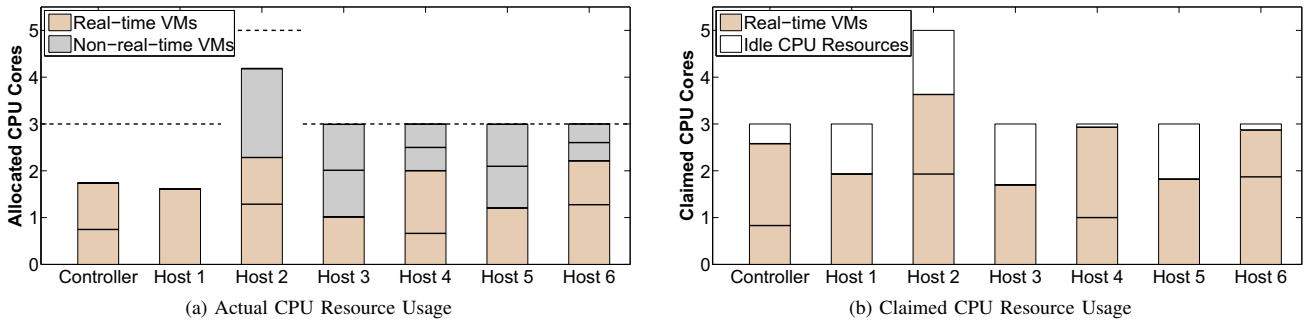 Real-time VMs
Non-real-time VMs
Allocated CPU Cores
5
4
3
2
1
0
Controller Host 1 Host 2 Host 3 Host 4 Host 5 Host 6
(a) Actual CPU Resource Usage
Real-time VMs
Idle CPU Resources
Claimed CPU Cores
5
4
3
2
1
0
Controller Host 1 Host 2 Host 3 Host 4 Host 5 Host 6
(b) Claimed CPU Resource Usage